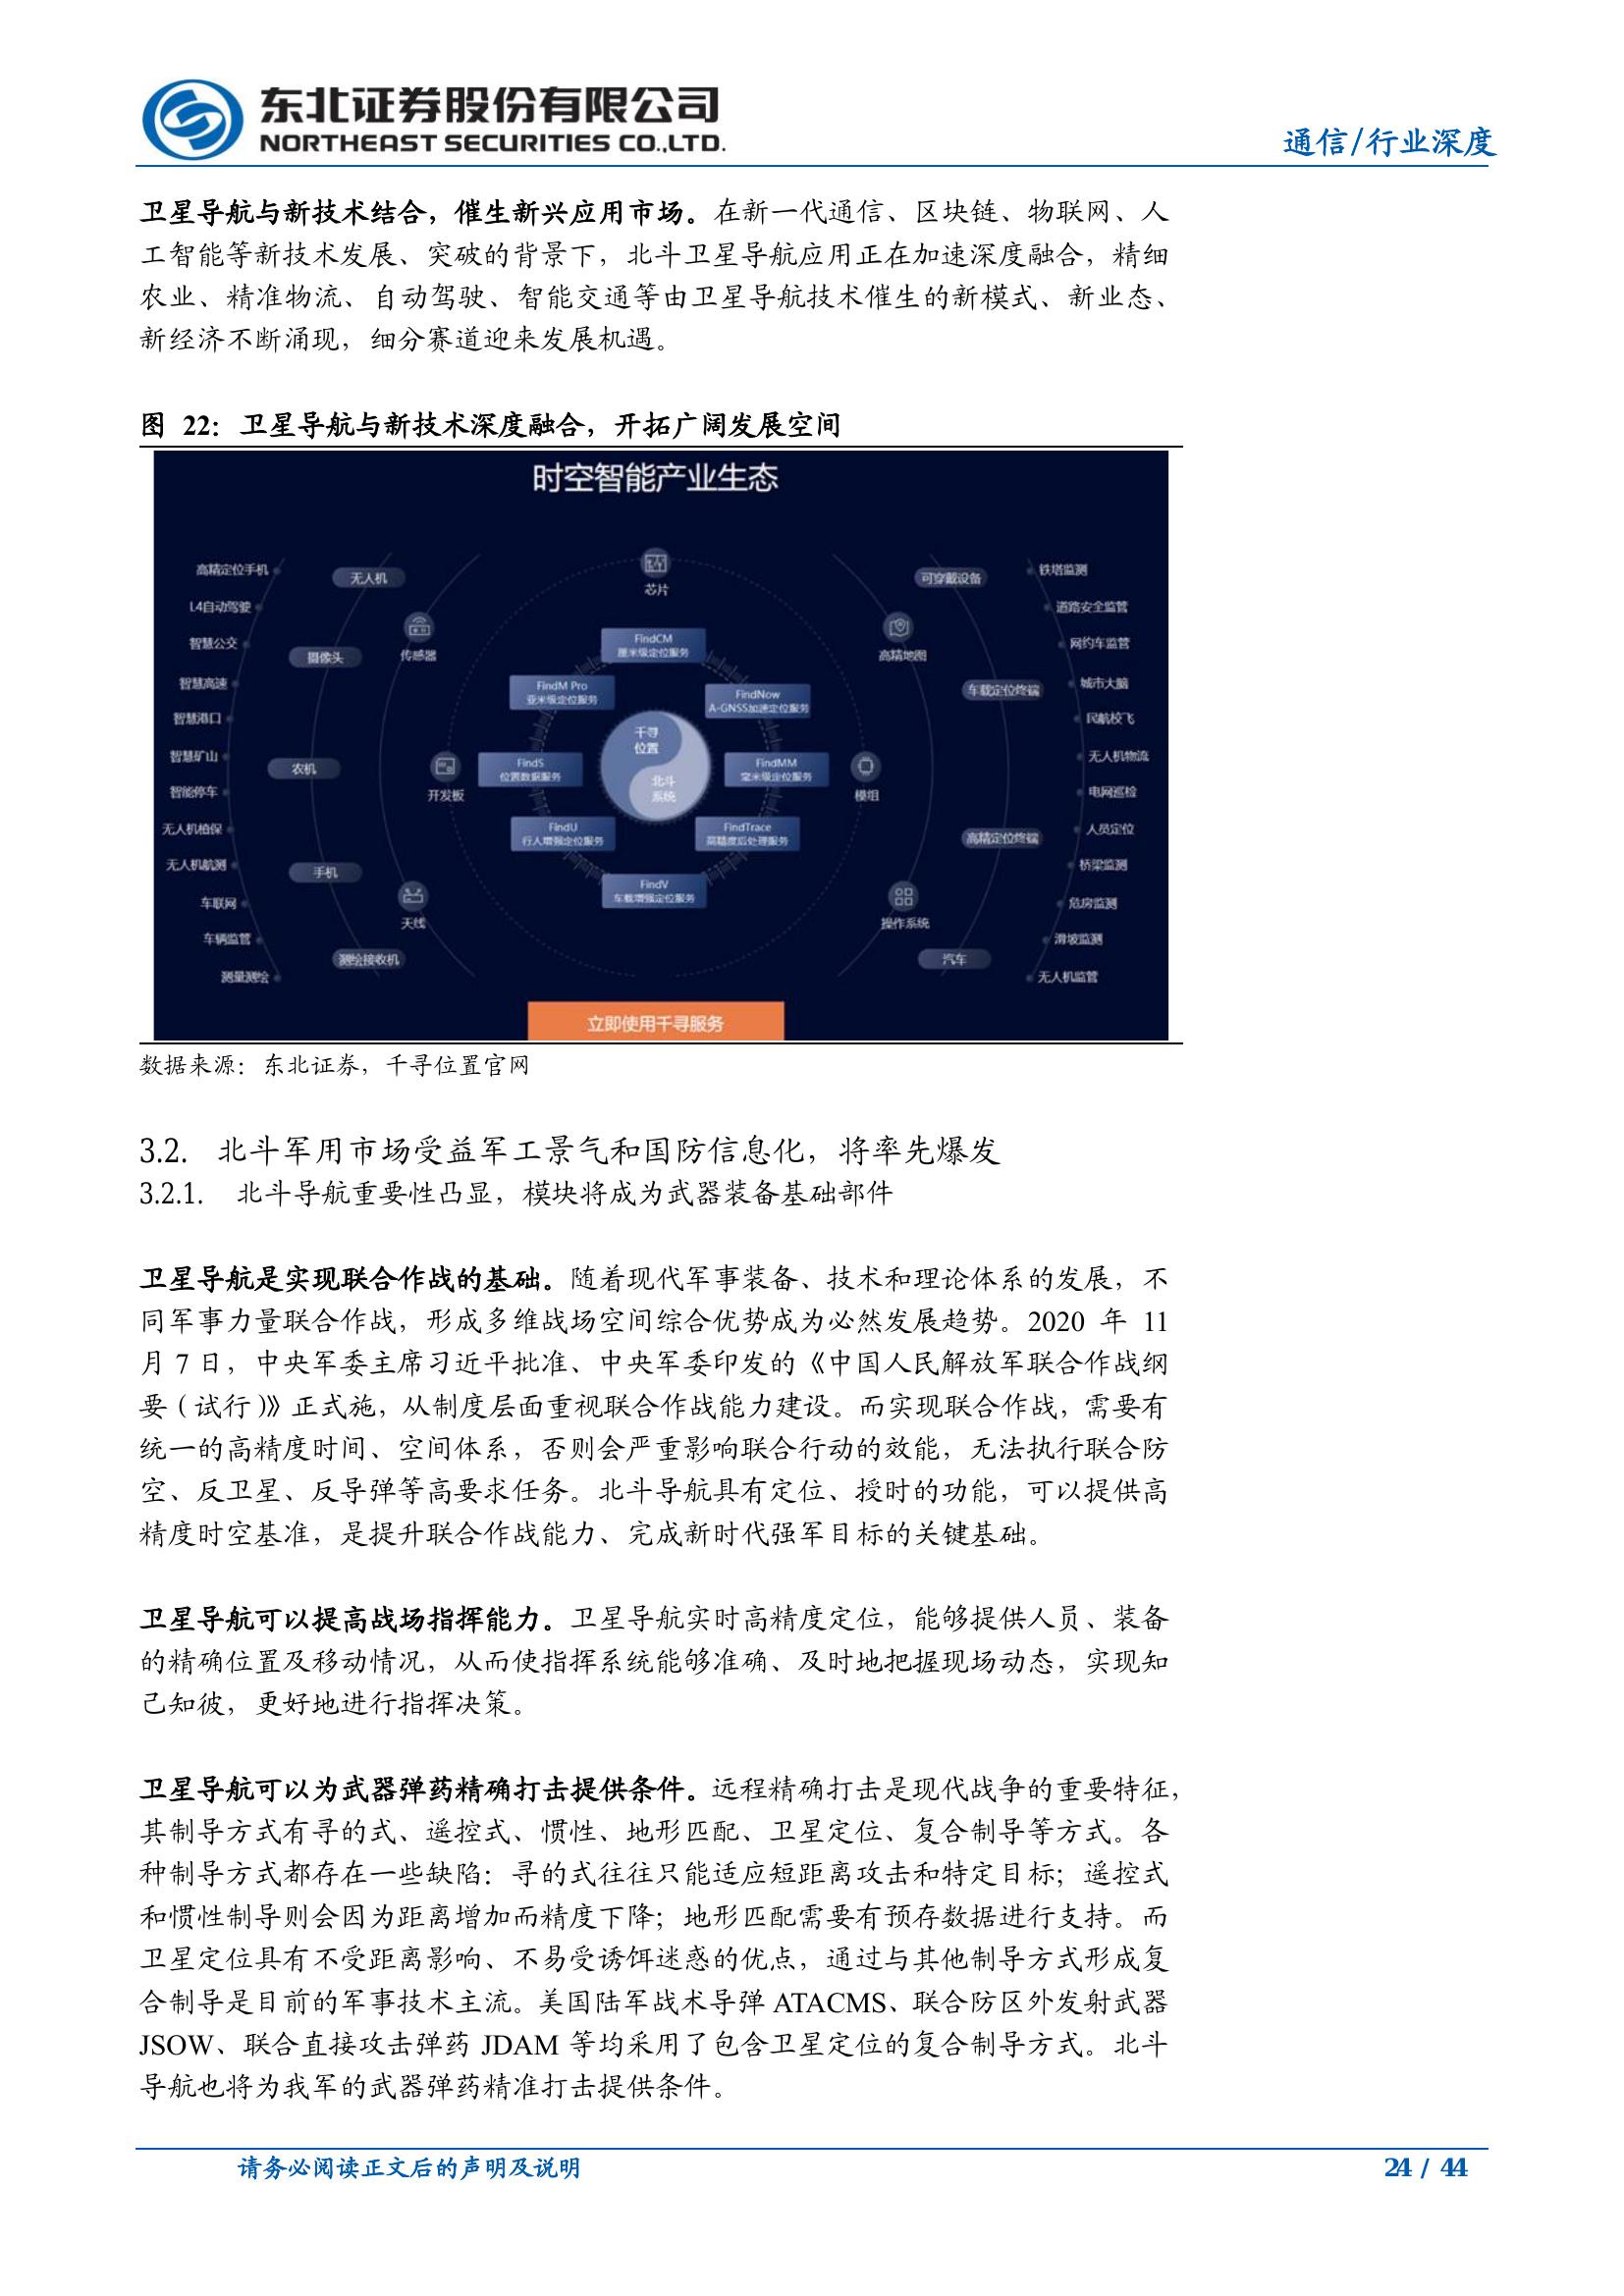 东北证券股份有限公司
NORTHEAST SECURITIES CO.,LTD.
通信/行业深度
卫星导航与新技术结合，催生新兴应用市场。在新一代通信、区块链、物联网、人
工智能等新技术发展、突破的背景下，北斗卫星导航应用正在加速深度融合，精细
农业、精准物流、自动驾驶、智能交通等由卫星导航技术催生的新模式、新业态、
新经济不断涌现，细分赛道迎来发展机遇。
图 22：卫星导航与新技术深度融合，开拓广阔发展空间
时空智能产业生态
高精定位手机
L4自动驾驶
智慧公交
智慧高速
智慧港口
智慧矿山
智能停车
无人机植保
无人机航测
车联网
车辆监管
测量测绘
无人机
摄像头
农机
手机
测绘接收机
传感器
开发板
天线
芯片
FindCM
厘米级定位服务
FindM Pro
亚米级定位服务
FindNow
A-GNSS加速定位服务
FindS
位置数据服务
千寻
位置
北斗
系统
FindMM
毫米级定位服务
FindU
行人增强定位服务
FindTrace
高精度后处理服务
FindV
车载增强定位服务
高精地图
模组
操作系统
可穿戴设备
车载定位终端
高精定位终端
汽车
铁塔监测
道路安全监管
网约车监管
城市大脑
民航校飞
无人机物流
电网巡检
人员定位
桥梁监测
危房监测
滑坡监测
无人机监管
立即使用千寻服务
数据来源：东北证券，千寻位置官网
3.2. 北斗军用市场受益军工景气和国防信息化，将率先爆发
3.2.1. 北斗导航重要性凸显，模块将成为武器装备基础部件
卫星导航是实现联合作战的基础。随着现代军事装备、技术和理论体系的发展，不
同军事力量联合作战，形成多维战场空间综合优势成为必然发展趋势。2020 年 11
月 7 日，中央军委主席习近平批准、中央军委印发的《中国人民解放军联合作战纲
要（试行）》正式施，从制度层面重视联合作战能力建设。而实现联合作战，需要有
统一的高精度时间、空间体系，否则会严重影响联合行动的效能，无法执行联合防
空、反卫星、反导弹等高要求任务。北斗导航具有定位、授时的功能，可以提供高
精度时空基准，是提升联合作战能力、完成新时代强军目标的关键基础。
卫星导航可以提高战场指挥能力。卫星导航实时高精度定位，能够提供人员、装备
的精确位置及移动情况，从而使指挥系统能够准确、及时地把握现场动态，实现知
己知彼，更好地进行指挥决策。
卫星导航可以为武器弹药精确打击提供条件。远程精确打击是现代战争的重要特征，
其制导方式有寻的式、遥控式、惯性、地形匹配、卫星定位、复合制导等方式。各
种制导方式都存在一些缺陷：寻的式往往只能适应短距离攻击和特定目标；遥控式
和惯性制导则会因为距离增加而精度下降；地形匹配需要有预存数据进行支持。而
卫星定位具有不受距离影响、不易受诱饵迷惑的优点，通过与其他制导方式形成复
合制导是目前的军事技术主流。美国陆军战术导弹 ATACMS、联合防区外发射武器
JSOW、联合直接攻击弹药 JDAM 等均采用了包含卫星定位的复合制导方式。北斗
导航也将为我军的武器弹药精准打击提供条件。
请务必阅读正文后的声明及说明
24 / 44